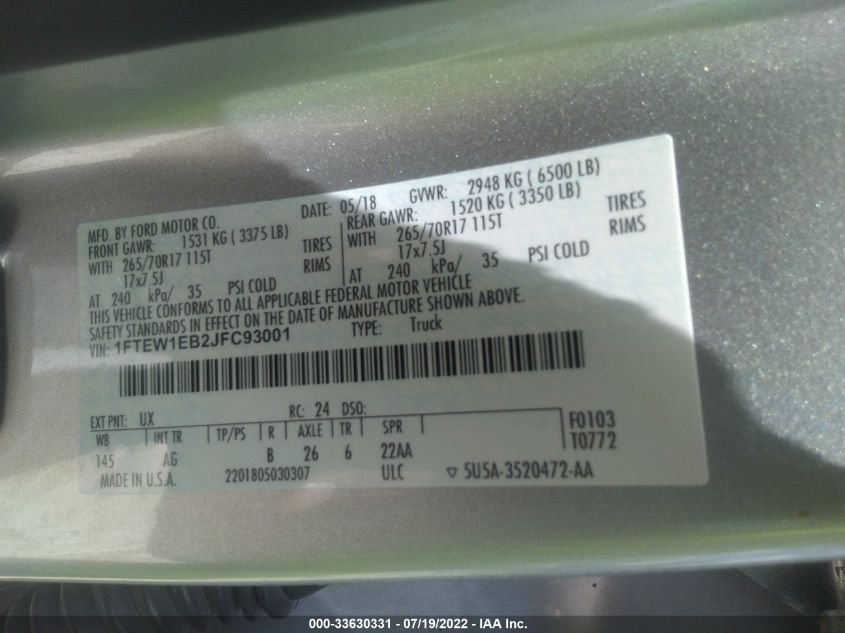 MFD. BY FORD MOTOR CO. DATE: 05/18 GVWR: 2948 KG ( 6500 LB)
FRONT GAWR: 1531 KG ( 3375 LB) REAR GAWR: 1520 KG ( 3350 LB)
WITH 265/70R17 115T TIRES WITH 265/70R17 115T TIRES
17x7.5J RIMS 17x7.5J RIMS
AT 240 kPa/ 35 PSI COLD AT 240 kPa/ 35 PSI COLD
THIS VEHICLE CONFORMS TO ALL APPLICABLE FEDERAL MOTOR VEHICLE
SAFETY STANDARDS IN EFFECT ON THE DATE OF MANUFACTURE SHOWN ABOVE.
VIN: 1FTEW1EB2JFC93001 TYPE: Truck
EXT PNT: UX RC: 24 DSO: F0103
WB INT TR TP/PS R AXLE TR SPR T0772
145 AG B 26 6 22AA
MADE IN U.S.A. 2201805030307 ULC ▽ 5U5A-3520472-AA
000-33630331 - 07/19/2022 - IAA Inc.